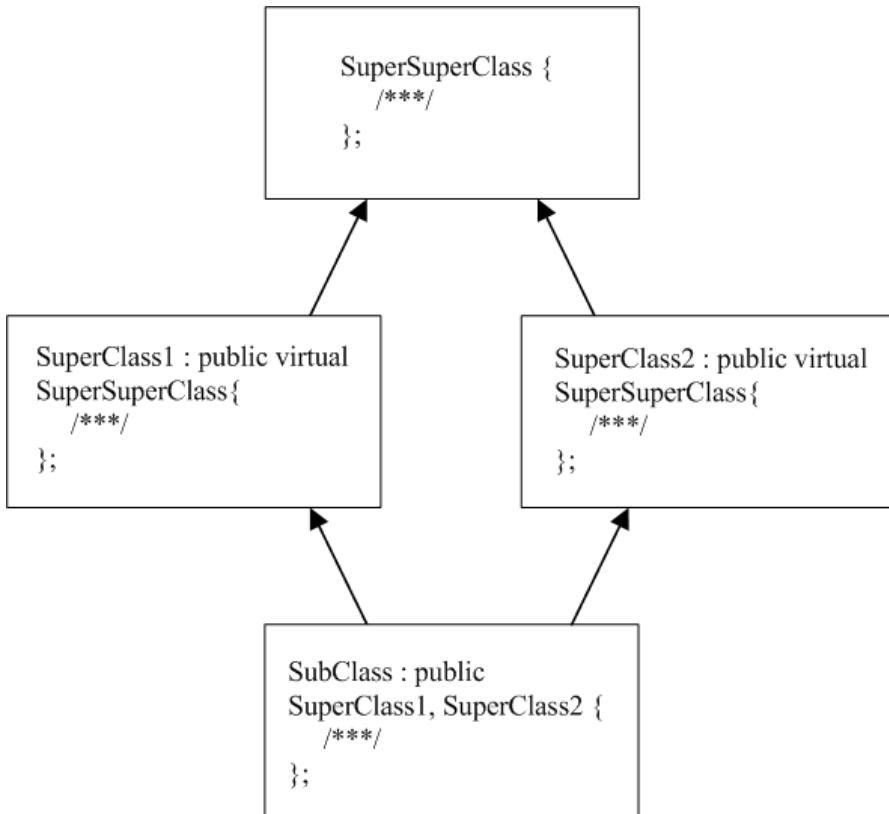 SuperSuperClass {
/***/
};
SuperClass1 : public virtual
SuperSuperClass{
/***/
};
SuperClass2 : public virtual
SuperSuperClass{
/***/
};
SubClass : public
SuperClass1, SuperClass2 {
/***/
};